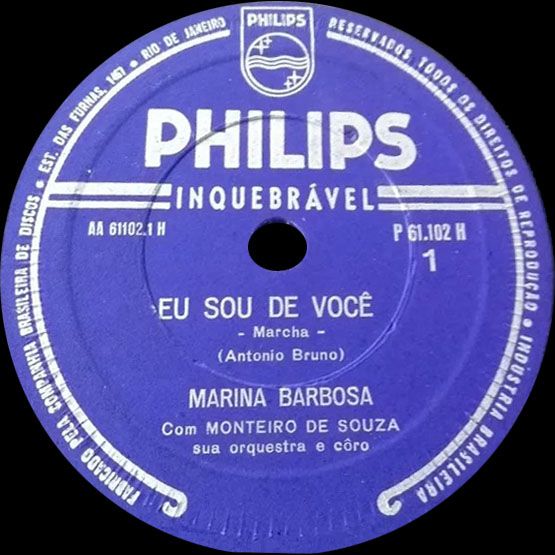 PHILIPS
PHILIPS
INQUEBRÁVEL
AA 61102.1 H
P 61.102 H
1
EU SOU DE VOCÊ
- Marcha -
(Antonio Bruno)
MARINA BARBOSA
Com MONTEIRO DE SOUZA
sua orquestra e côro
FABRICADO PELA COMPANHIA BRASILEIRA DE DISCOS • EST. DAS FURNAS, 1467 • RIO DE JANEIRO
RESERVADOS TODOS OS DIREITOS DE REPRODUÇÃO • INDÚSTRIA BRASILEIRA